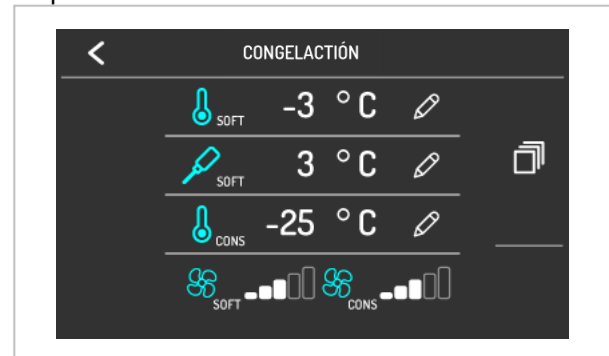 CONGELACTIÓN
SOFT -3 °C
SOFT 3 °C
CONS -25 °C
SOFT CONS